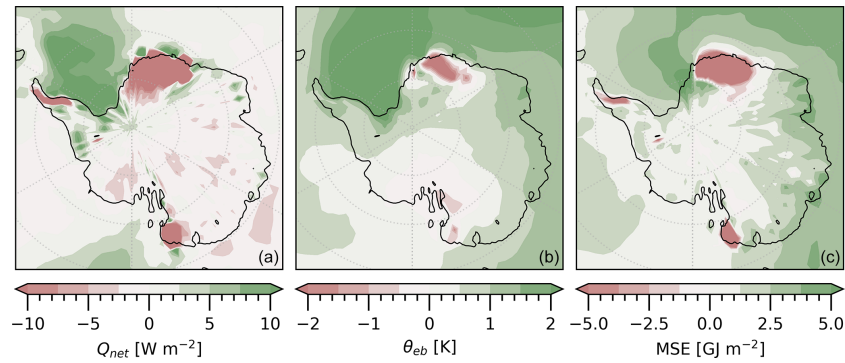 (a) (b) (c)
−10 −5 0 5 10 −2 −1 0 1 2 −5.0 −2.5 0.0 2.5 5.0
Q_net [W m⁻²] θ_eb [K] MSE [GJ m⁻²]